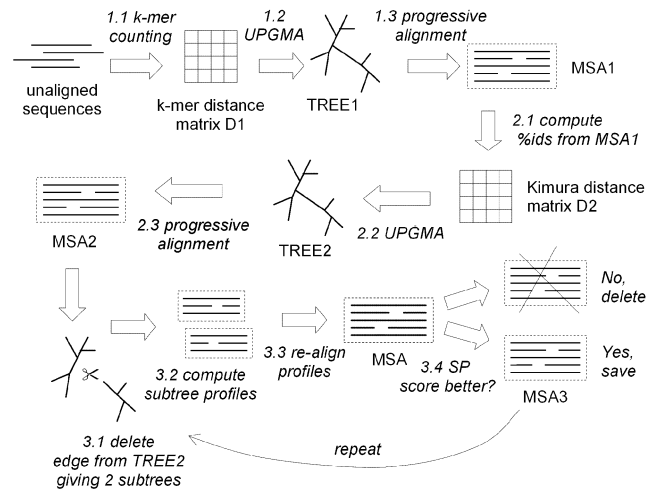 1.1 k-mer
counting
1.2
UPGMA
1.3 progressive
alignment
unaligned
sequences
k-mer distance
matrix D1
TREE1
MSA1
2.1 compute
%ids from MSA1
Kimura distance
matrix D2
2.2 UPGMA
TREE2
2.3 progressive
alignment
MSA2
3.1 delete
edge from TREE2
giving 2 subtrees
3.2 compute
subtree profiles
3.3 re-align
profiles
MSA
3.4 SP
score better?
No,
delete
Yes,
save
MSA3
repeat